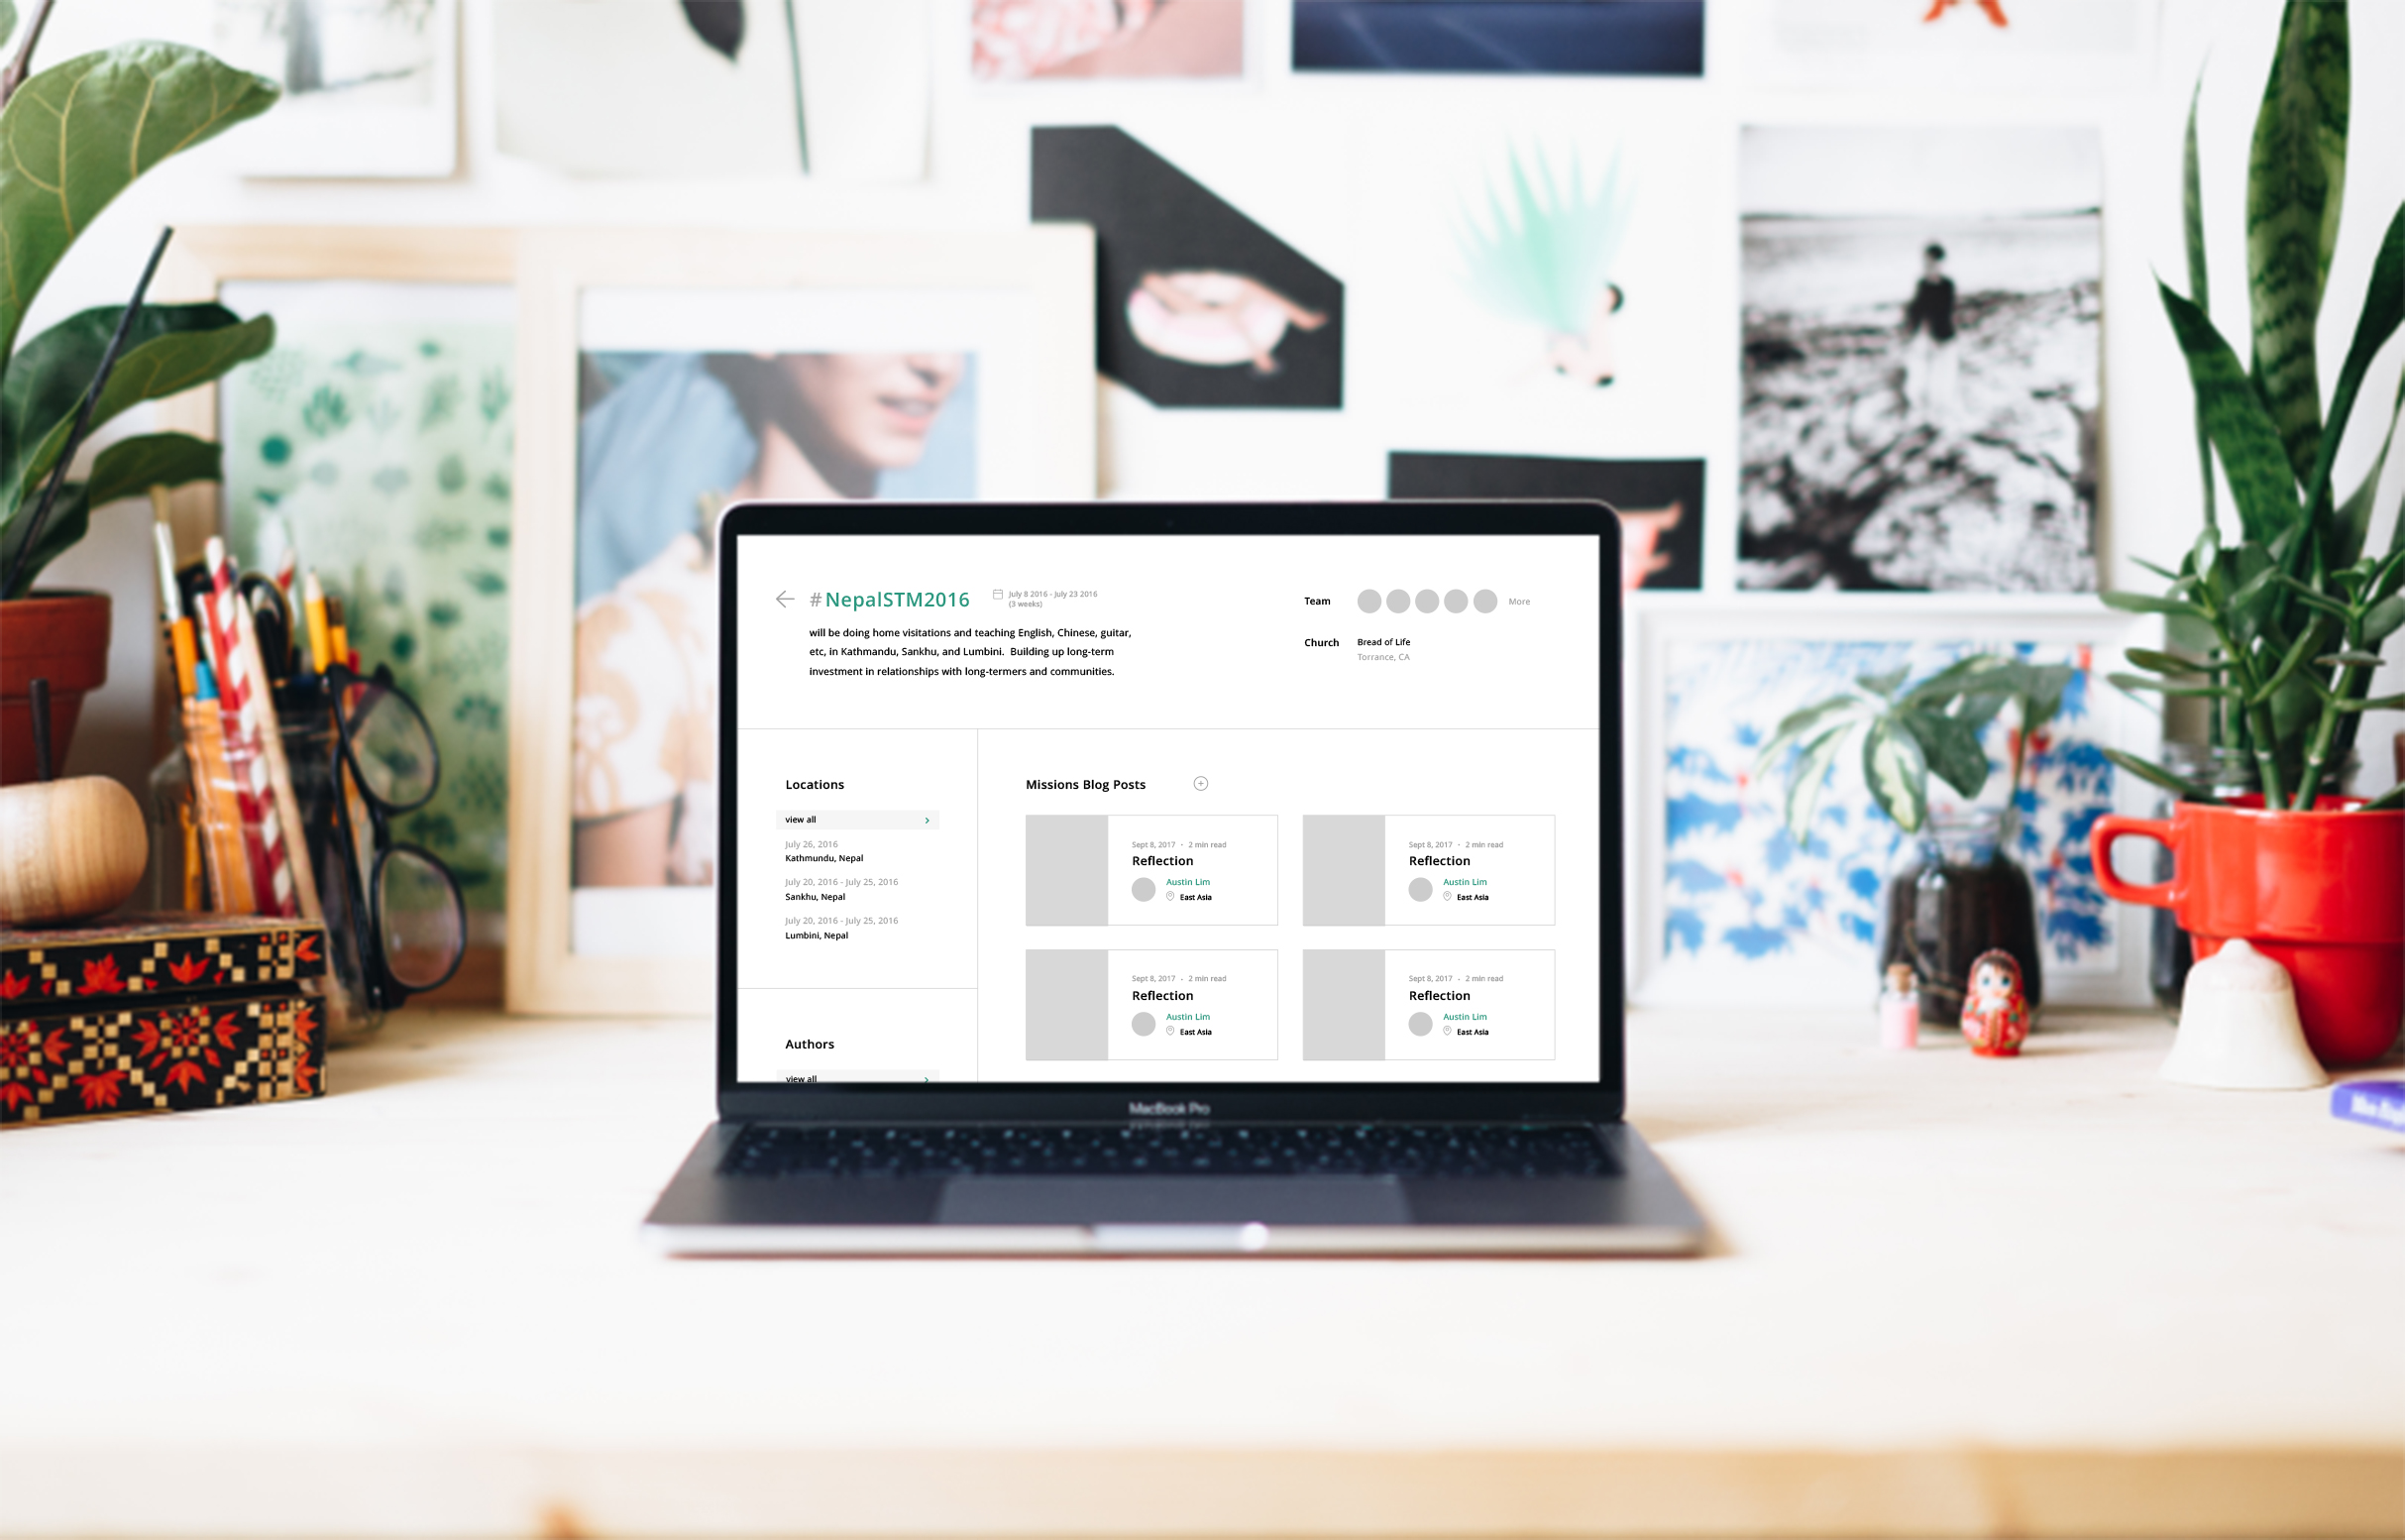 #NepalSTM2016
July 8 2016 - July 23 2016
(3 weeks)
will be doing home visitations and teaching English, Chinese, guitar,
etc, in Kathmandu, Sankhu, and Lumbini. Building up long-term
investment in relationships with long-termers and communities.
Team
More
Church
Bread of Life
Torrance, CA
Locations
view all
July 26, 2016
Kathmundu, Nepal
July 20, 2016 - July 25, 2016
Sankhu, Nepal
July 20, 2016 - July 25, 2016
Lumbini, Nepal
Authors
view all
Missions Blog Posts
Sept 8, 2017 • 2 min read
Reflection
Austin Lim
East Asia
Sept 8, 2017 • 2 min read
Reflection
Austin Lim
East Asia
Sept 8, 2017 • 2 min read
Reflection
Austin Lim
East Asia
Sept 8, 2017 • 2 min read
Reflection
Austin Lim
East Asia
MacBook Pro